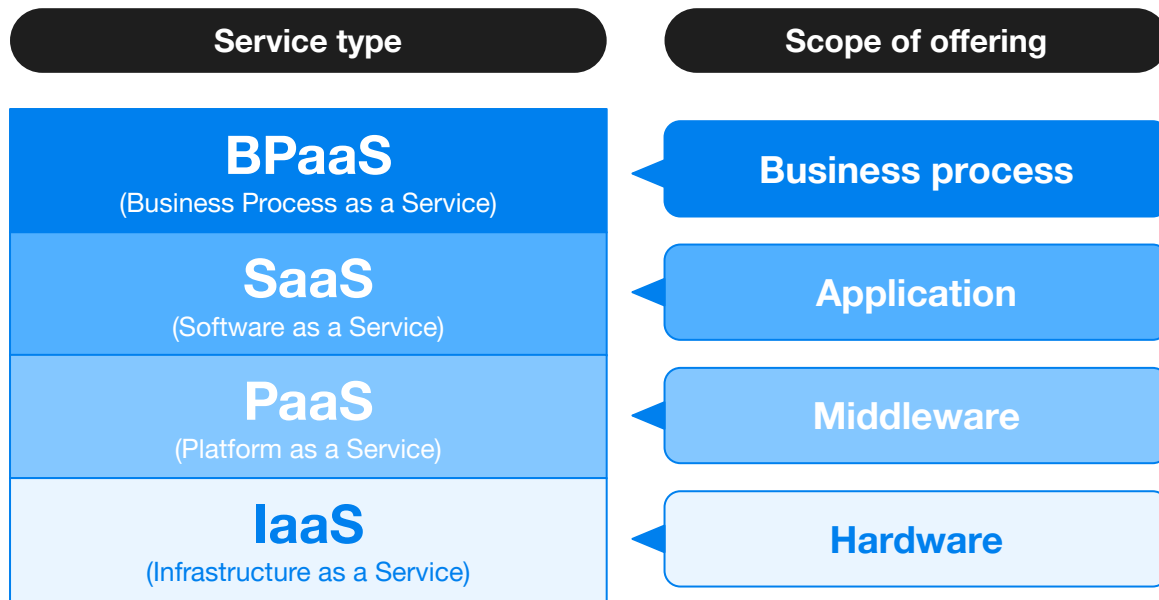 Service type
Scope of offering
BPaaS
(Business Process as a Service)
Business process
SaaS
(Software as a Service)
Application
PaaS
(Platform as a Service)
Middleware
IaaS
(Infrastructure as a Service)
Hardware